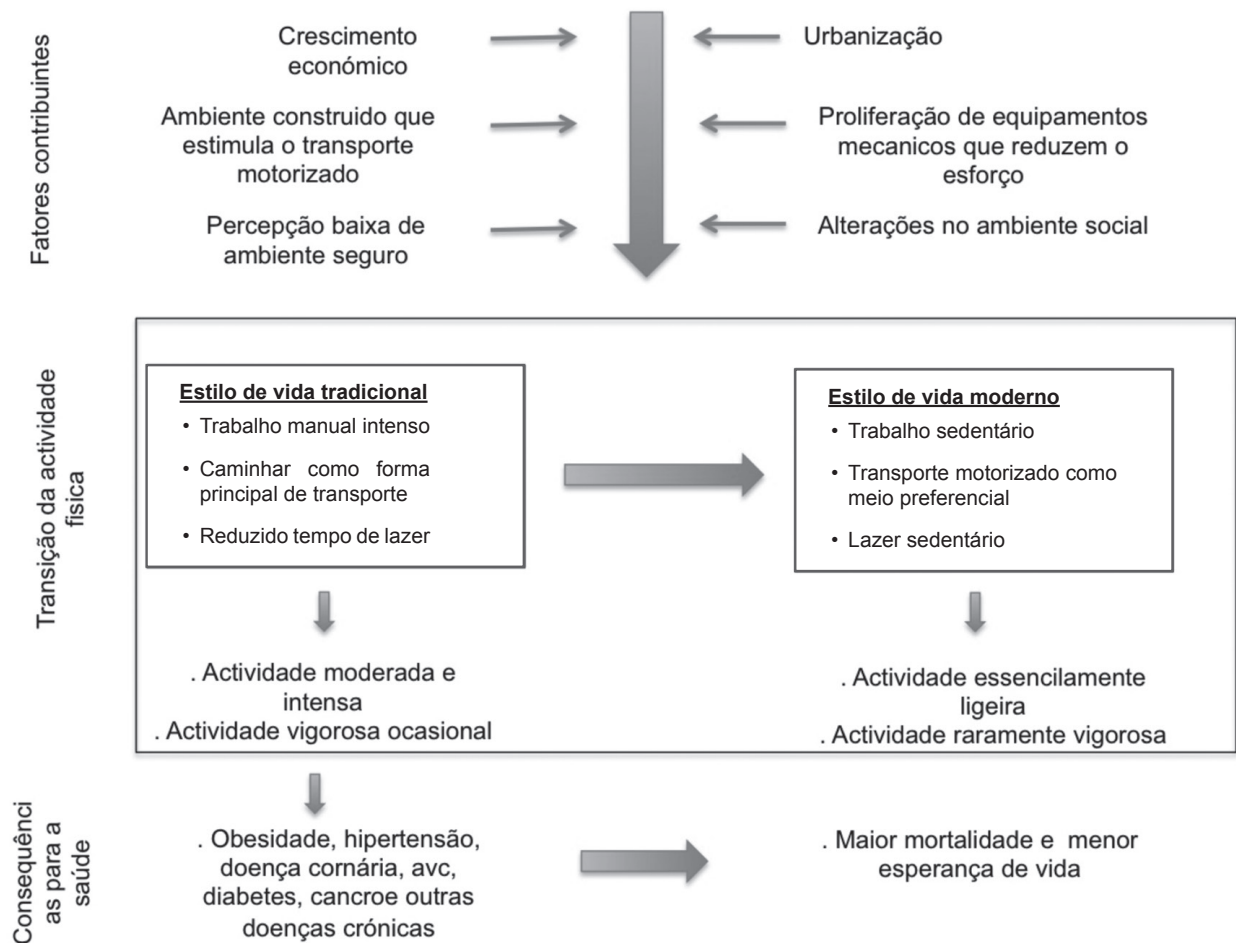 Fatores contribuintes
Crescimento
económico
Urbanização
Ambiente construido que
estimula o transporte
motorizado
Proliferação de equipamentos
mecanicos que reduzem o
esforço
Percepção baixa de
ambiente seguro
Alterações no ambiente social
Transição da actividade
fisica
Estilo de vida tradicional
• Trabalho manual intenso
• Caminhar como forma
principal de transporte
• Reduzido tempo de lazer
Estilo de vida moderno
• Trabalho sedentário
• Transporte motorizado como
meio preferencial
• Lazer sedentário
. Actividade moderada e
intensa
. Actividade vigorosa ocasional
. Actividade essencilamente
ligeira
. Actividade raramente vigorosa
Consequênci
as para a
saúde
. Obesidade, hipertensão,
doença cornária, avc,
diabetes, cancroe outras
doenças crónicas
. Maior mortalidade e menor
esperança de vida